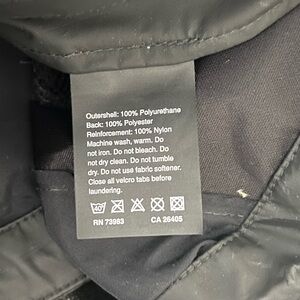 Outershell: 100% Polyurethane
Back: 100% Polyester
Reinforcement: 100% Nylon
Machine wash, warm. Do
not iron. Do not bleach. Do
not dry clean. Do not tumble
dry. Do not use fabric softener.
Close all velcro tabs before
laundering.
RN 73983 CA 26405